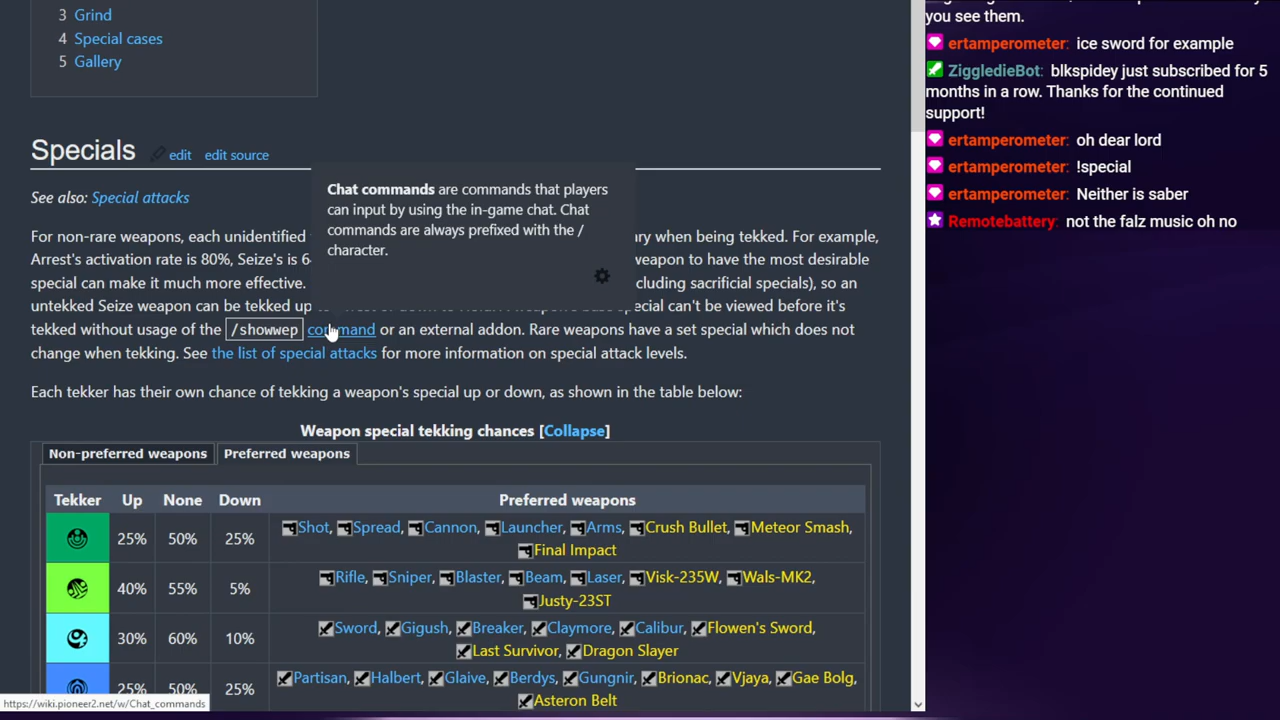 3 Grind
4 Special cases
5 Gallery
Specials edit edit source
See also: Special attacks
For non-rare weapons, each unidentified
ry when being tekked. For example,
Arrest's activation rate is 80%, Seize's is 6
weapon to have the most desirable
special can make it much more effective.
cluding sacrificial specials), so an
untekked Seize weapon can be tekked up
ecial can't be viewed before it's
tekked without usage of the /showwep command or an external addon. Rare weapons have a set special which does not
change when tekking. See the list of special attacks for more information on special attack levels.
Chat commands are commands that players
can input by using the in-game chat. Chat
commands are always prefixed with the /
character.
Each tekker has their own chance of tekking a weapon's special up or down, as shown in the table below:
Weapon special tekking chances [Collapse]
Non-preferred weapons Preferred weapons
Tekker Up None Down Preferred weapons
25% 50% 25% Shot, Spread, Cannon, Launcher, Arms, Crush Bullet, Meteor Smash,
Final Impact
40% 55% 5% Rifle, Sniper, Blaster, Beam, Laser, Visk-235W, Wals-MK2,
Justy-23ST
30% 60% 10% Sword, Gigush, Breaker, Claymore, Calibur, Flowen's Sword,
Last Survivor, Dragon Slayer
25% 50% 25% Partisan, Halbert, Glaive, Berdys, Gungnir, Brionac, Vjaya, Gae Bolg,
Asteron Belt
https://wiki.pioneer2.net/w/Chat_commands
you see them.
ertamperometer: ice sword for example
ZiggledieBot: blkspidey just subscribed for 5
months in a row. Thanks for the continued
support!
ertamperometer: oh dear lord
ertamperometer: !special
ertamperometer: Neither is saber
Remotebattery: not the falz music oh no